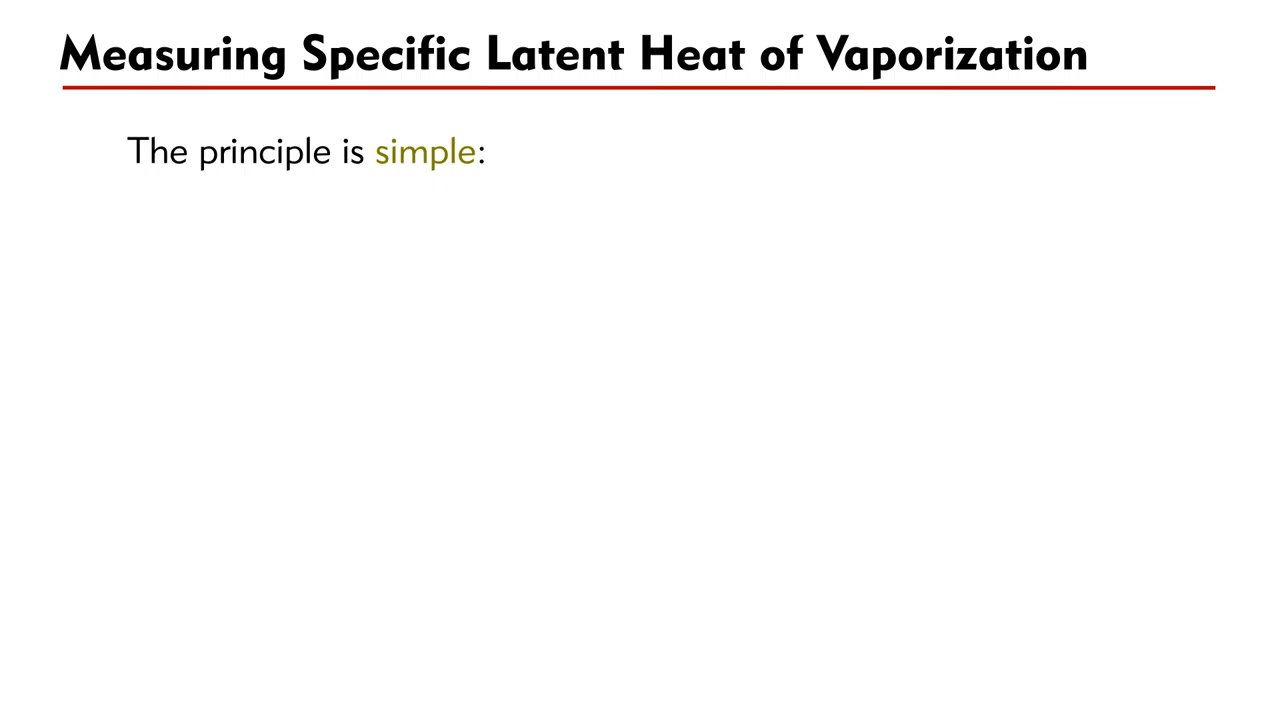 Measuring Specific Latent Heat of Vaporization
The principle is simple: